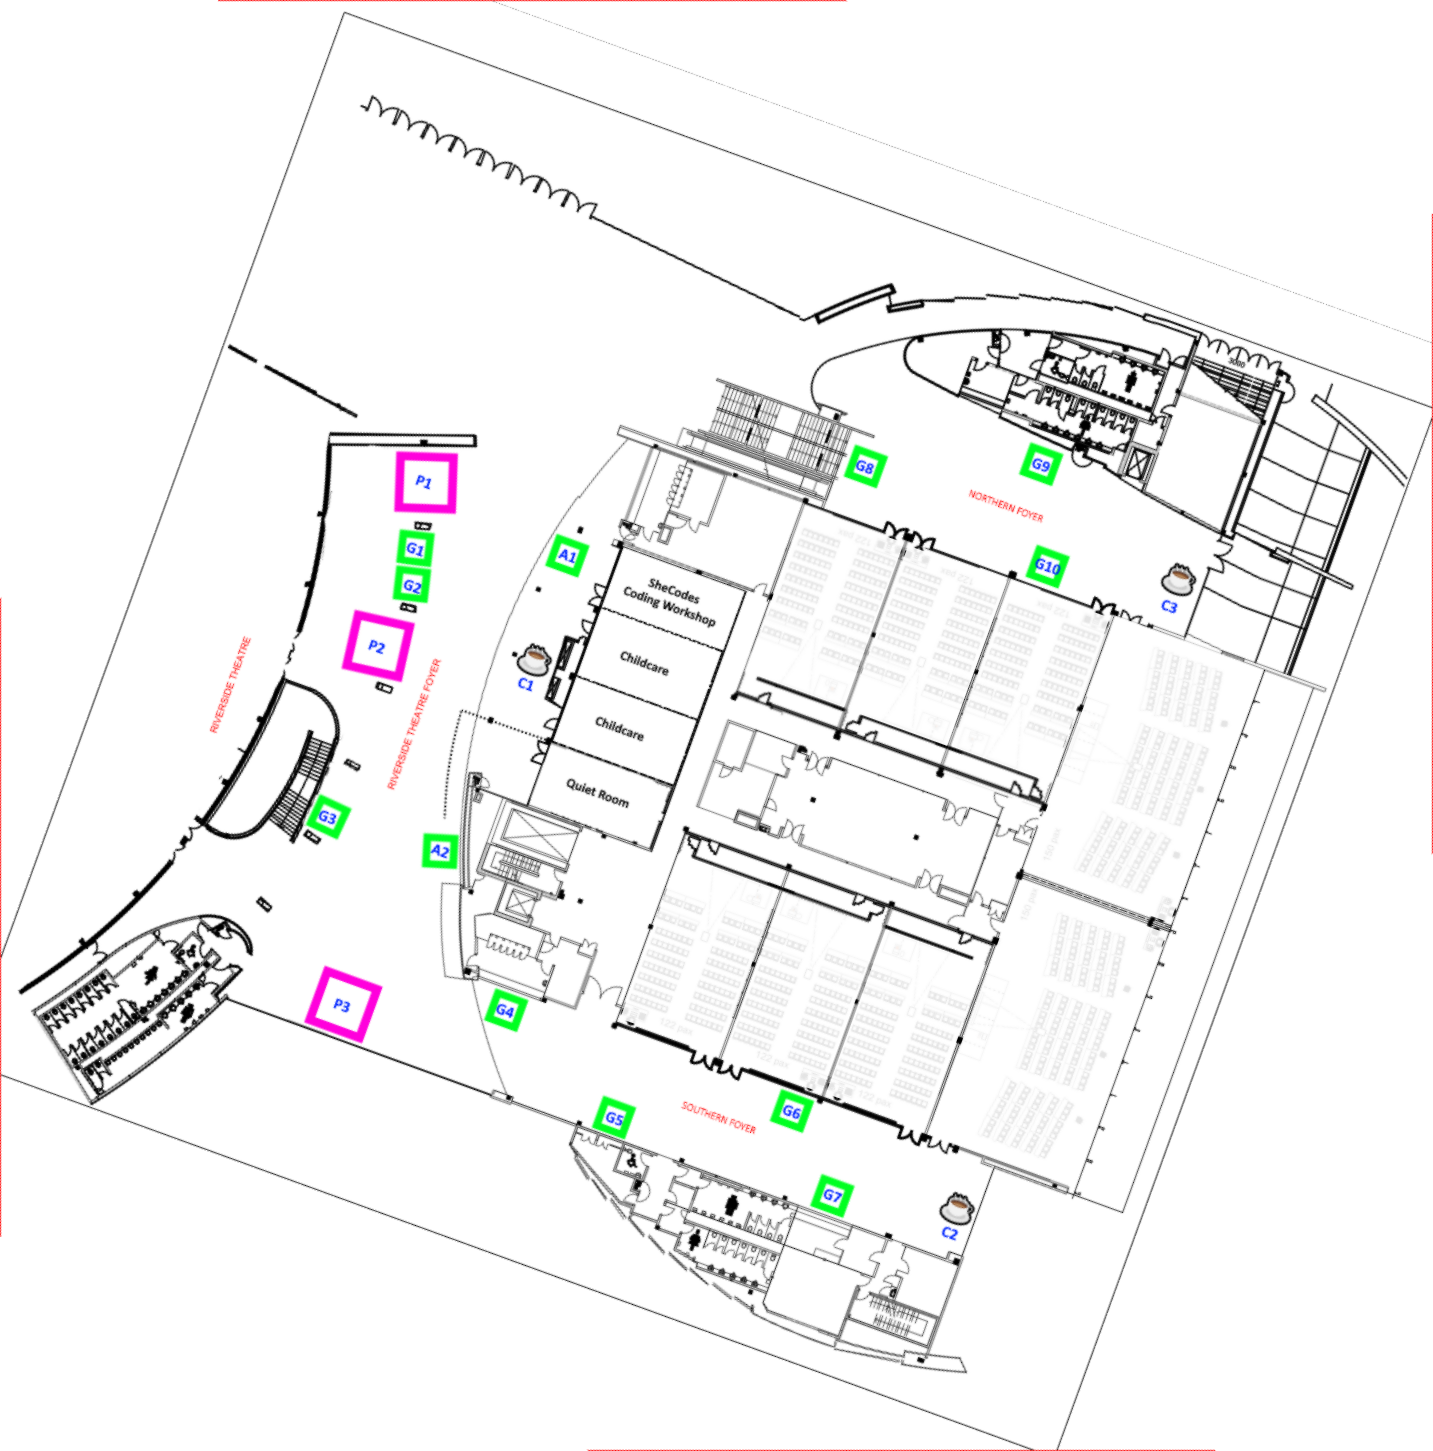 3000
P1
G8
G9
NORTHERN FOYER
G1
A1
G10
G2
C3
SheCodes
Coding Workshop
P2
Childcare
C1
RIVERSIDE THEATRE
RIVERSIDE THEATRE FOYER
Childcare
Quiet Room
G3
A2
P3
G4
G5
SOUTHERN FOYER
G6
G7
C2